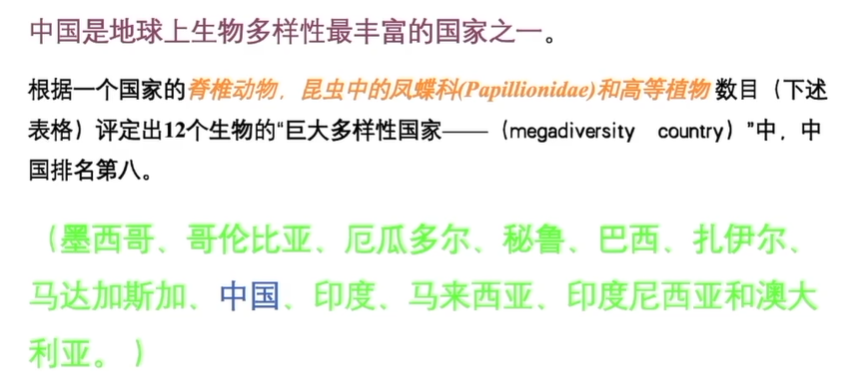 中国是地球上生物多样性最丰富的国家之一。
根据一个国家的脊椎动物，昆虫中的凤蝶科(Papillionidae)和高等植物 数目（下述
表格）评定出12个生物的“巨大多样性国家——（megadiversity country）”中，中
国排名第八。
（墨西哥、哥伦比亚、厄瓜多尔、秘鲁、巴西、扎伊尔、
马达加斯加、中国、印度、马来西亚、印度尼西亚和澳大
利亚。）